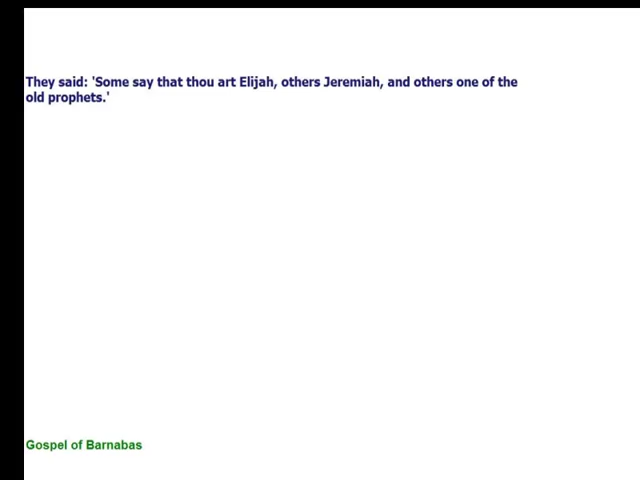 They said: 'Some say that thou art Elijah, others Jeremiah, and others one of the
old prophets.'
Gospel of Barnabas